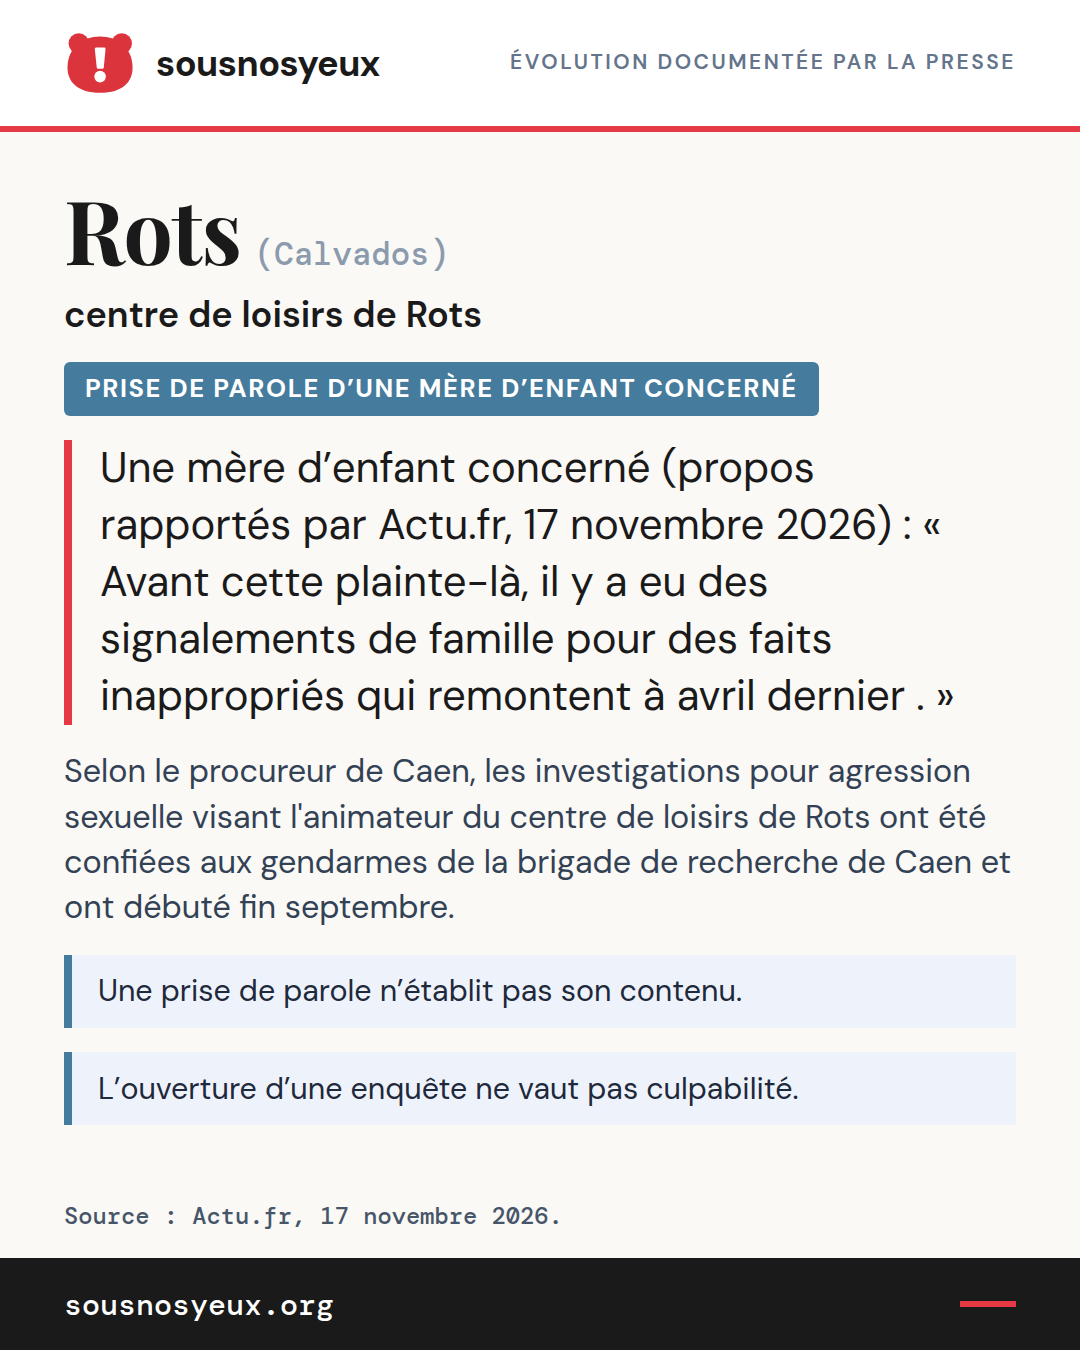 sousnosyeux
ÉVOLUTION DOCUMENTÉE PAR LA PRESSE
Rots (Calvados)
centre de loisirs de Rots
PRISE DE PAROLE D’UNE MÈRE D’ENFANT CONCERNÉ
Une mère d’enfant concerné (propos
rapportés par Actu.fr, 17 novembre 2026) : «
Avant cette plainte-là, il y a eu des
signalements de famille pour des faits
inappropriés qui remontent à avril dernier . »
Selon le procureur de Caen, les investigations pour agression
sexuelle visant l'animateur du centre de loisirs de Rots ont été
confiées aux gendarmes de la brigade de recherche de Caen et
ont débuté fin septembre.
Une prise de parole n’établit pas son contenu.
L’ouverture d’une enquête ne vaut pas culpabilité.
Source : Actu.fr, 17 novembre 2026.
sousnosyeux.org